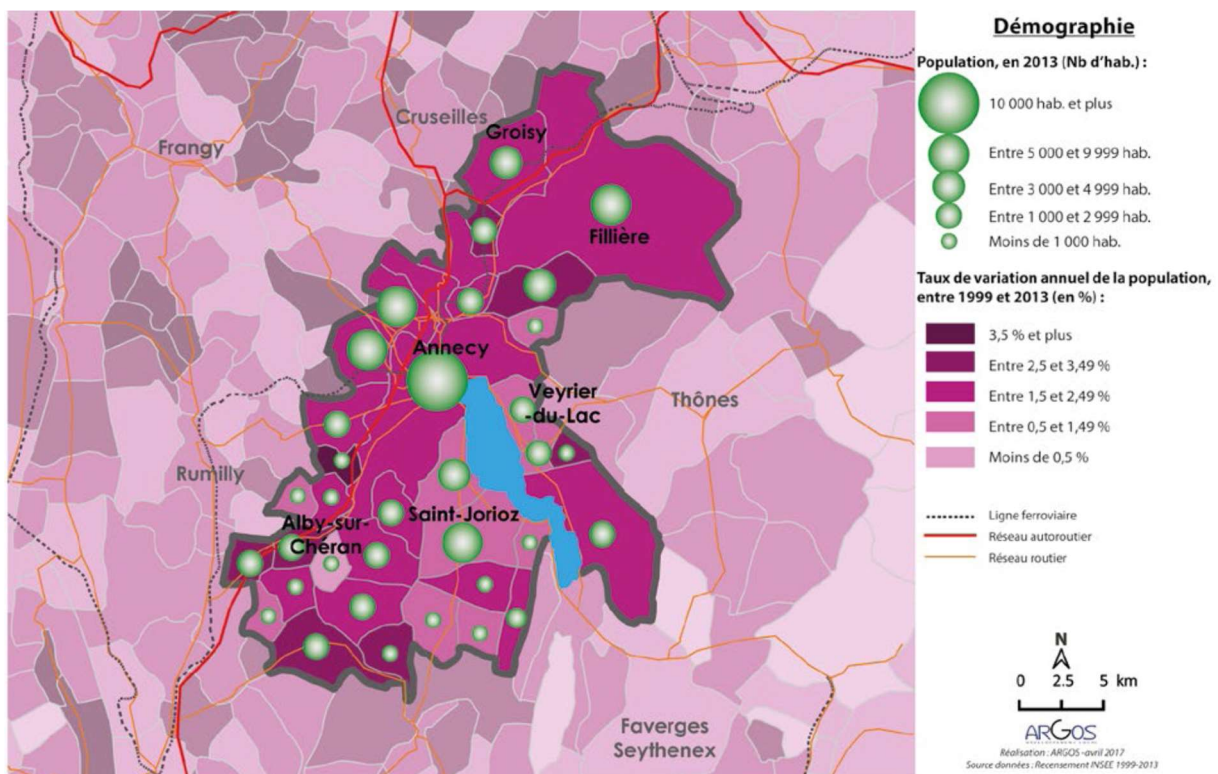 Cruseilles
Groisy
Frangy
Fillière
Annecy
Veyrier
-du-Lac
Thônes
Rumilly
Alby-sur-
Chéran
Saint-Jorioz
Faverges
Seythenex
Démographie
Population, en 2013 (Nb d'hab.) :
10 000 hab. et plus
Entre 5 000 et 9 999 hab.
Entre 3 000 et 4 999 hab.
Entre 1 000 et 2 999 hab.
Moins de 1 000 hab.
Taux de variation annuel de la population,
entre 1999 et 2013 (en %) :
3,5 % et plus
Entre 2,5 et 3,49 %
Entre 1,5 et 2,49 %
Entre 0,5 et 1,49 %
Moins de 0,5 %
Ligne ferroviaire
Réseau autoroutier
Réseau routier
N
0 2.5 5 km
ARGOS
DEVELOPPEMENT LOCAL
Réalisation : ARGOS -avril 2017
Source données : Recensement INSEE 1999-2013